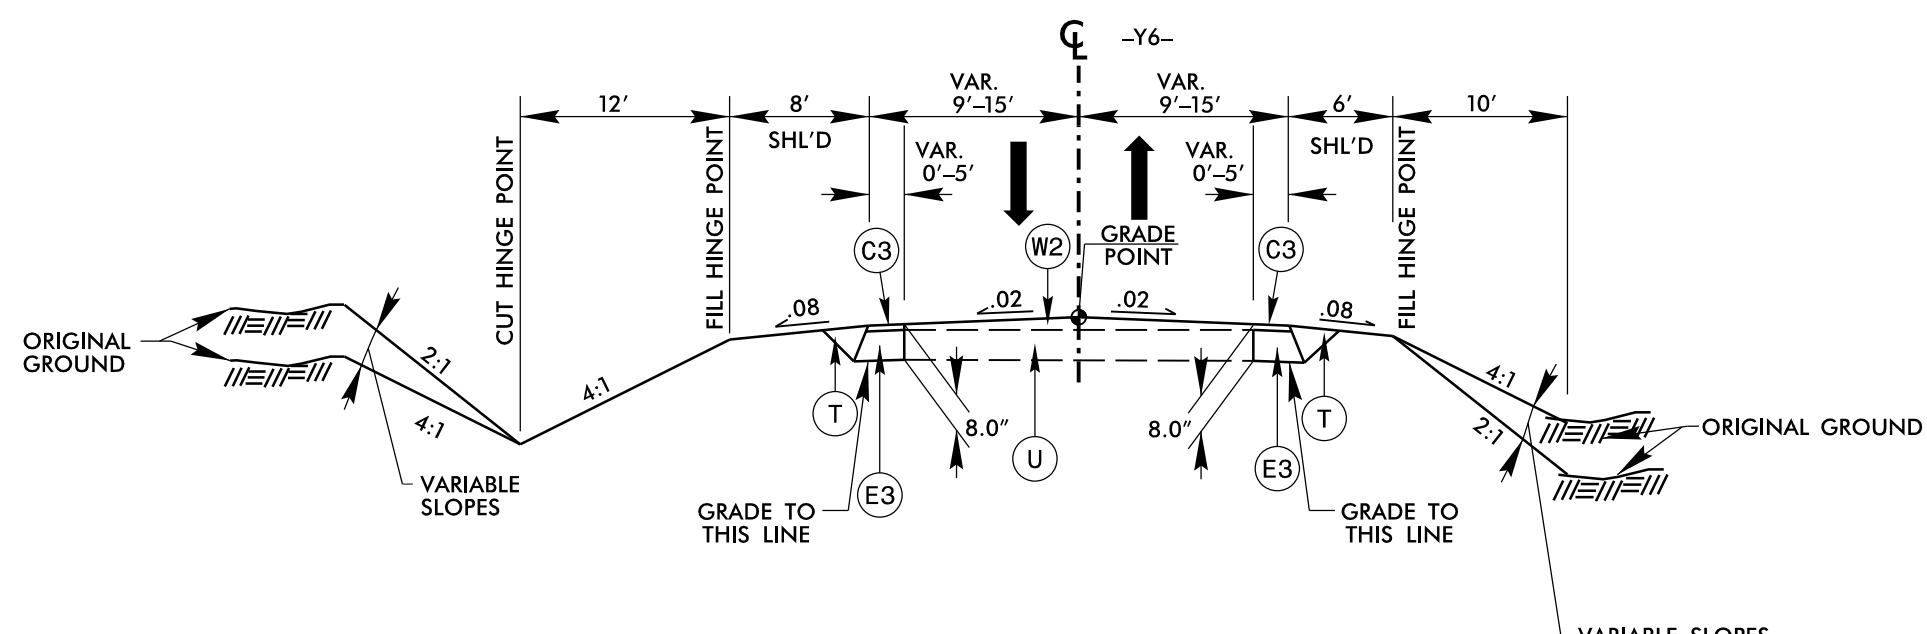 ℄ –Y6–
12'
8'
SHL'D
VAR.
9'–15'
VAR.
9'–15'
6'
SHL'D
10'
CUT HINGE POINT
FILL HINGE POINT
VAR.
0'–5'
VAR.
0'–5'
FILL HINGE POINT
C3
W2
GRADE
POINT
C3
.08
.02
.02
.08
ORIGINAL
GROUND
2:1
4:1
4:1
T
8.0"
U
8.0"
T
4:1
2:1
ORIGINAL GROUND
VARIABLE
SLOPES
E3
E3
GRADE TO
THIS LINE
GRADE TO
THIS LINE